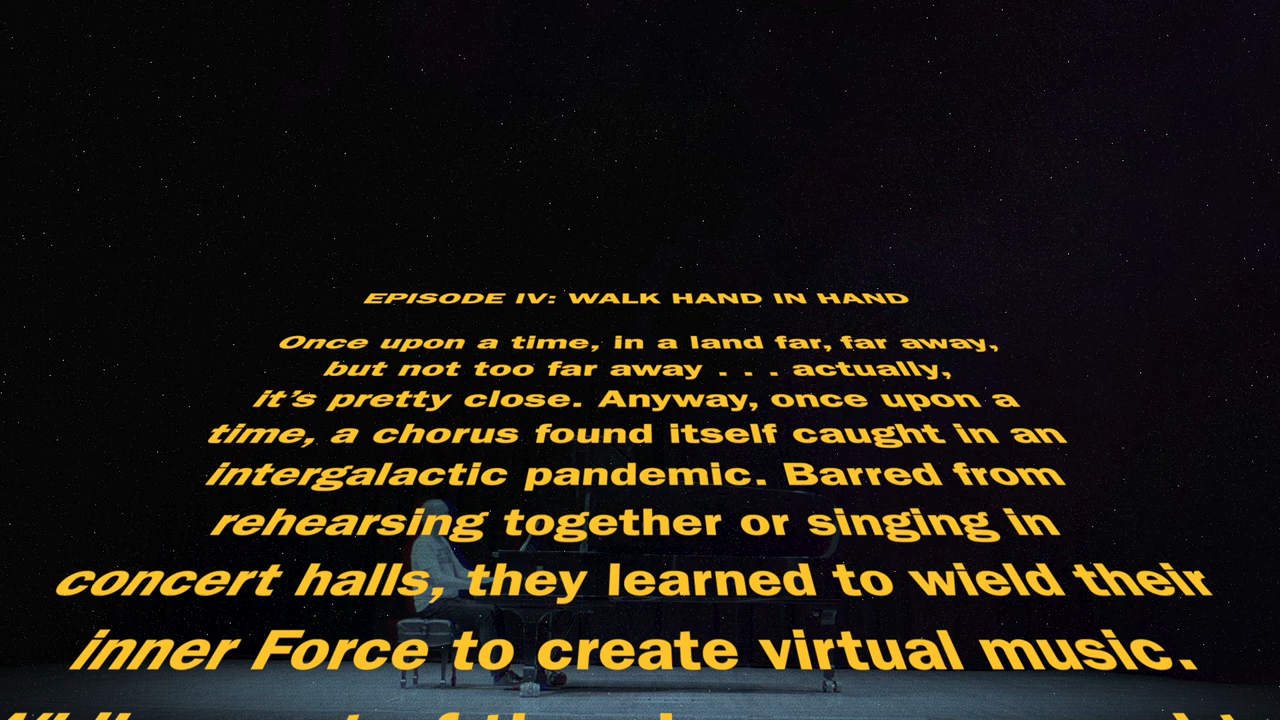 EPISODE IV: WALK HAND IN HAND
Once upon a time, in a land far, far away,
but not too far away . . . actually,
it's pretty close. Anyway, once upon a
time, a chorus found itself caught in an
intergalactic pandemic. Barred from
rehearsing together or singing in
concert halls, they learned to wield their
inner Force to create virtual music.